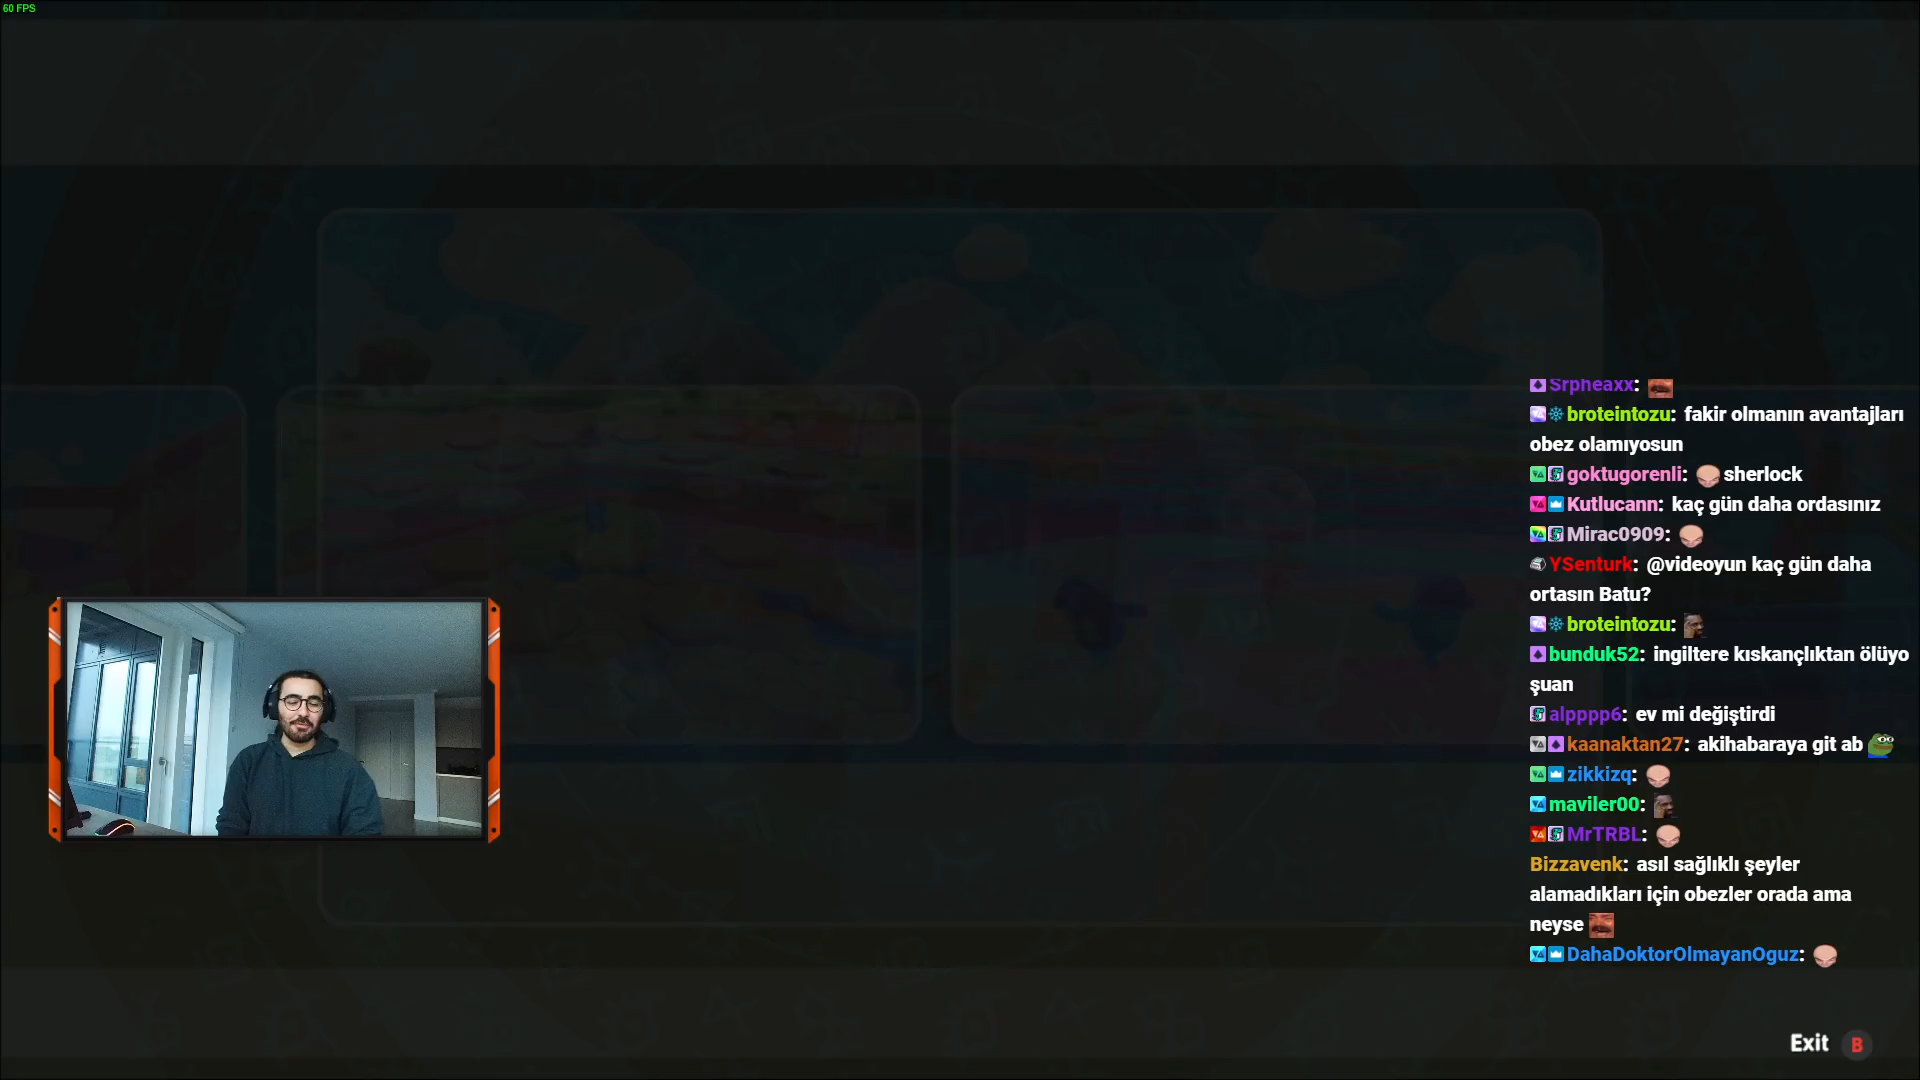 60 FPS
Srpheaxx:
broteintozu: fakir olmanın avantajları
obez olamıyosun
goktugorenli: sherlock
Kutlucann: kaç gün daha ordasınız
Mirac0909:
YSenturk: @videoyun kaç gün daha
ortasın Batu?
broteintozu:
bunduk52: ingiltere kıskançlıktan ölüyo
şuan
alpppp6: ev mi değiştirdi
kaanaktan27: akihabaraya git ab
zikkizq:
maviler00:
MrTRBL:
Bizzavenk: asıl sağlıklı şeyler
alamadıkları için obezler orada ama
neyse
DahaDoktorOlmayanOguz:
Exit B